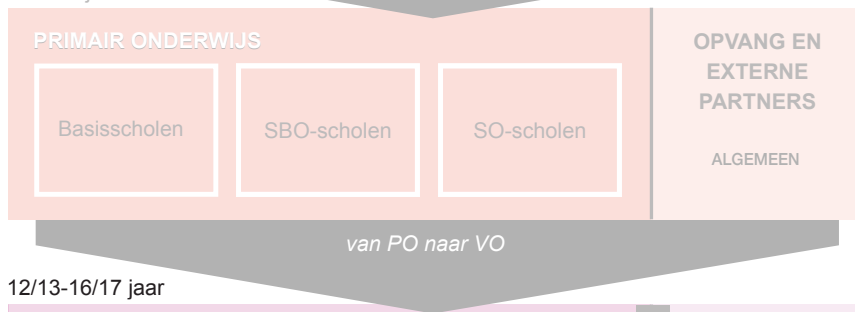 PRIMAIR ONDERWIJS
Basisscholen
SBO-scholen
SO-scholen
OPVANG EN
EXTERNE
PARTNERS
ALGEMEEN
van PO naar VO
12/13-16/17 jaar